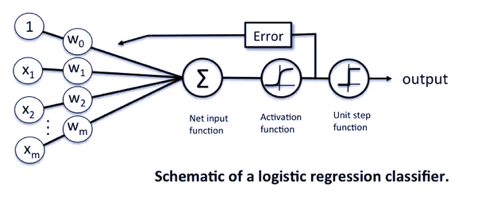 1
w0
Error
x1
w1
Σ
output
x2
w2
⋮
wm
xm
Net input
function
Activation
function
Unit step
function
Schematic of a logistic regression classifier.